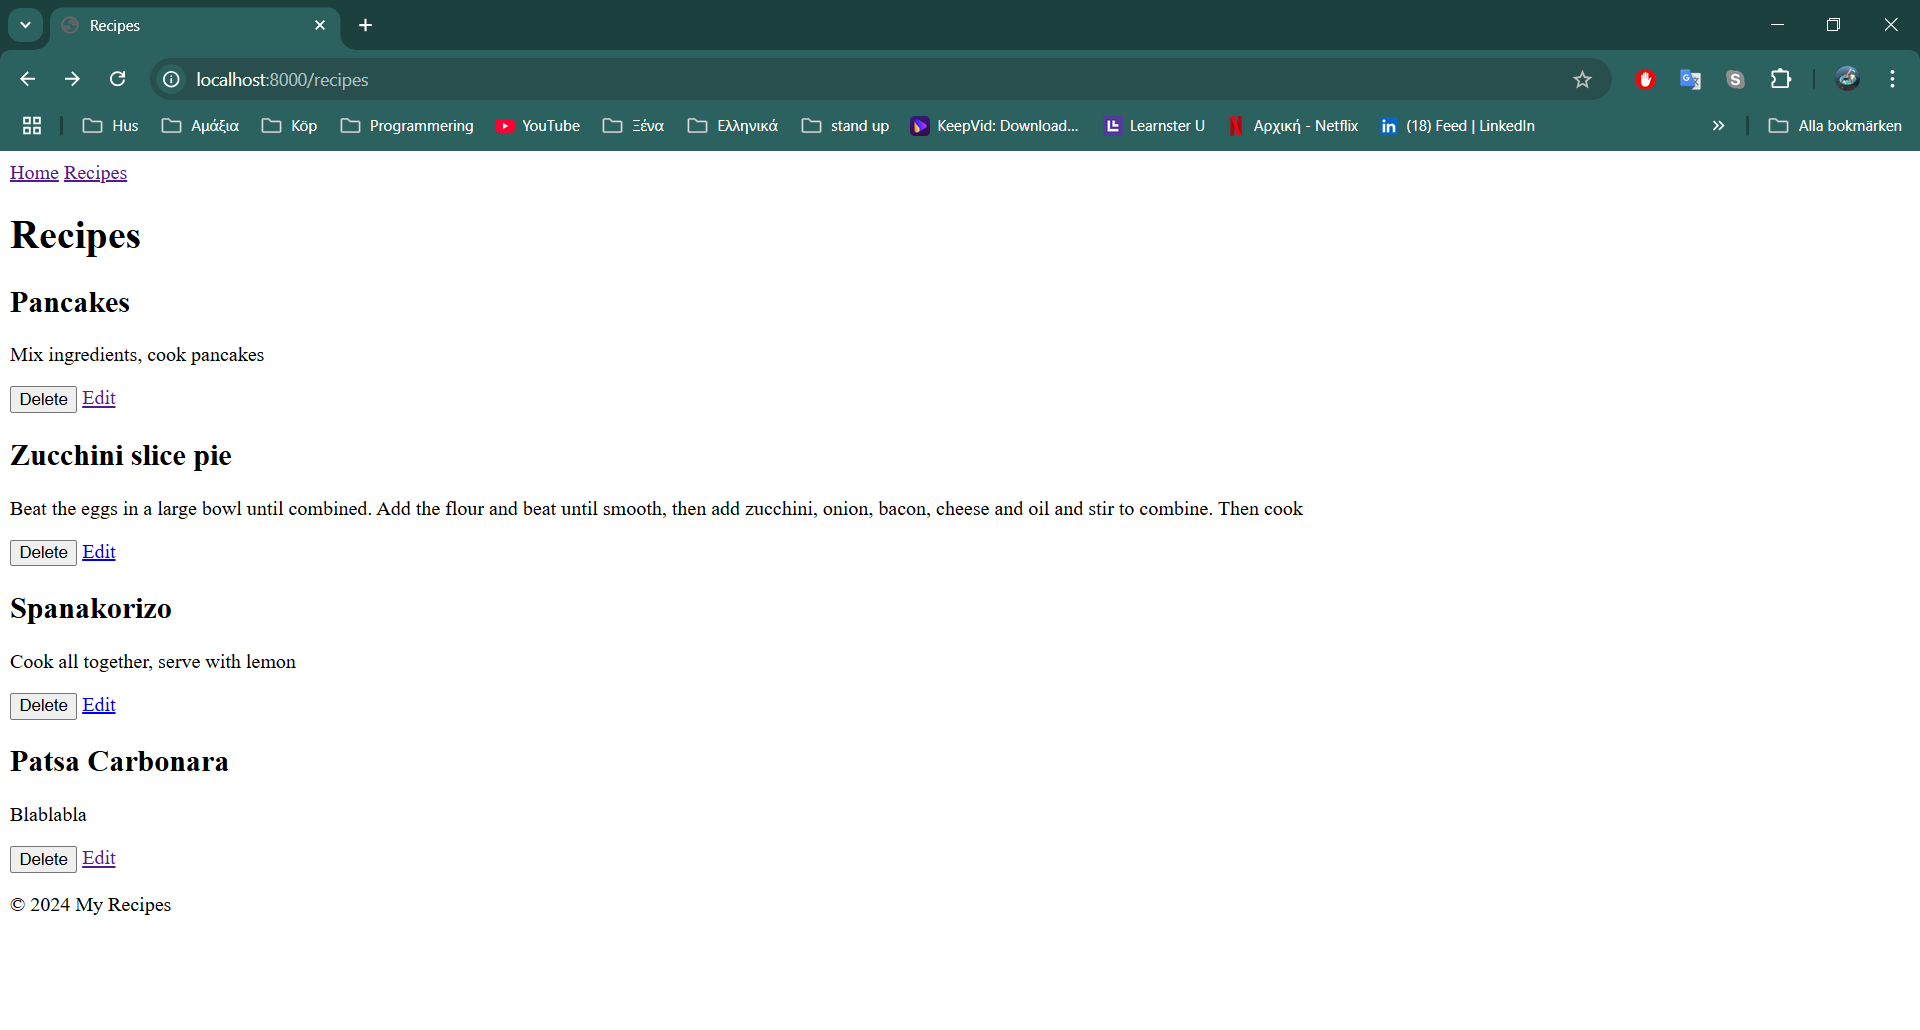 Recipes
localhost:8000/recipes
Hus Αμάξια Köp Programmering YouTube Ξένα Ελληνικά stand up KeepVid: Download... Learnster U Αρχική - Netflix (18) Feed | LinkedIn Alla bokmärken
Home Recipes
Recipes
Pancakes
Mix ingredients, cook pancakes
Delete Edit
Zucchini slice pie
Beat the eggs in a large bowl until combined. Add the flour and beat until smooth, then add zucchini, onion, bacon, cheese and oil and stir to combine. Then cook
Delete Edit
Spanakorizo
Cook all together, serve with lemon
Delete Edit
Patsa Carbonara
Blablabla
Delete Edit
© 2024 My Recipes